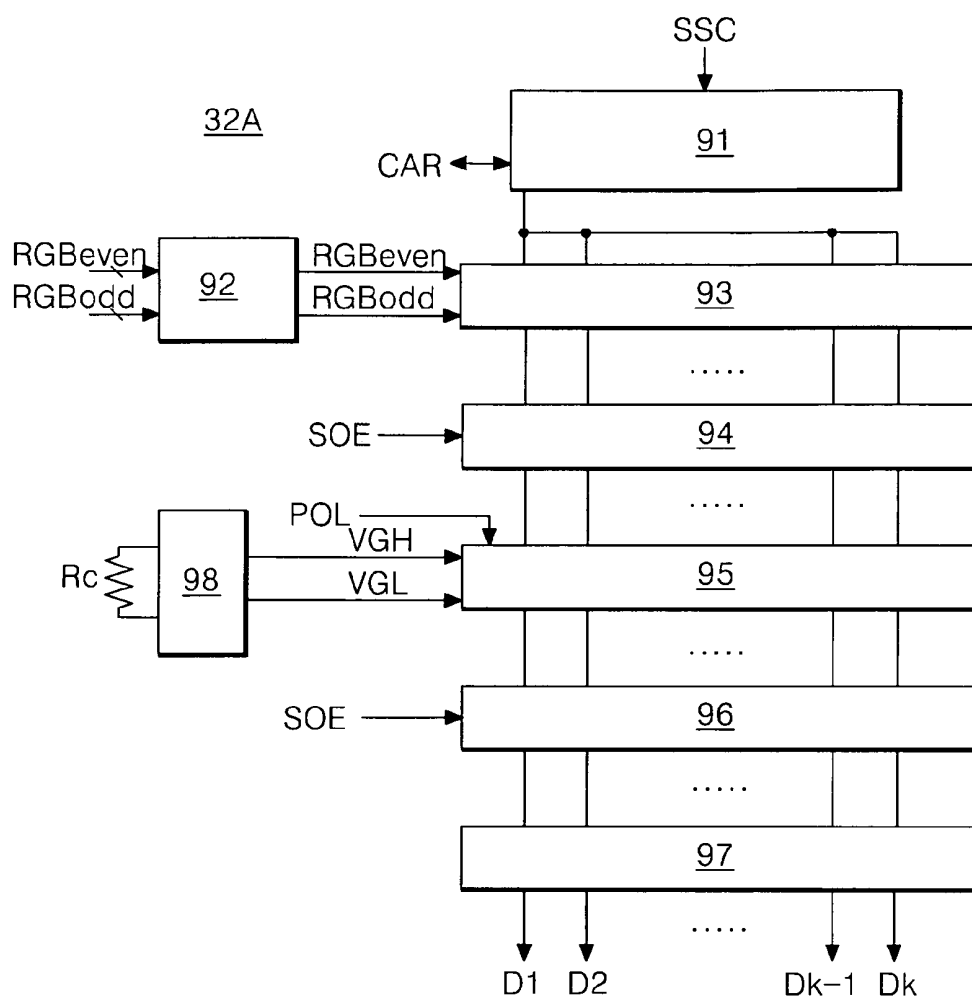 SSC
32A
91
CAR
RGBeven
RGBodd
92
RGBeven
RGBodd
93
.....
SOE
94
.....
POL
VGH
VGL
Rc
98
95
.....
SOE
96
.....
97
.....
D1 D2 Dk-1 Dk